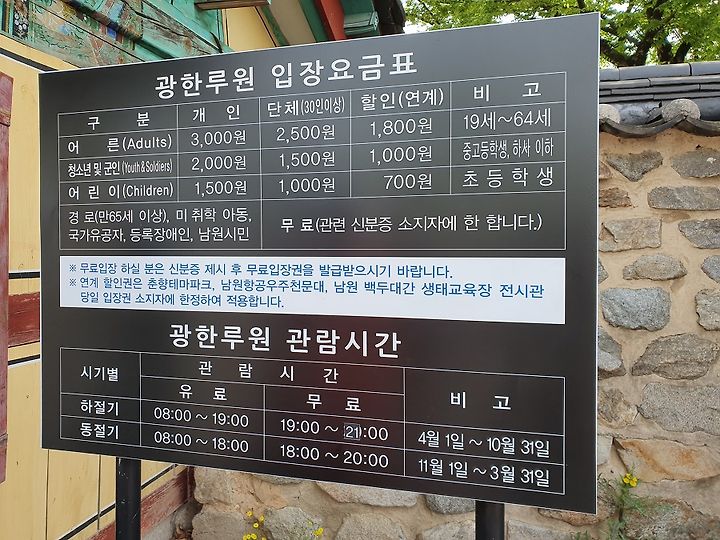 광한루원 입장요금표
구 분 개 인 단체(30인이상) 할인(연계) 비 고
어 른(Adults) 3,000원 2,500원 1,800원 19세~64세
청소년 및 군인(Youth&Soldiers) 2,000원 1,500원 1,000원 중고등학생, 하사 이하
어 린 이(Children) 1,500원 1,000원 700원 초 등 학 생
경 로(만65세 이상), 미 취학 아동, 무 료(관련 신분증 소지자에 한 합니다.)
국가유공자, 등록장애인, 남원시민
※ 무료입장 하실 분은 신분증 제시 후 무료입장권을 발급받으시기 바랍니다.
※ 연계 할인권은 춘향테마파크, 남원항공우주천문대, 남원 백두대간 생태교육장 전시관
당일 입장권 소지자에 한정하여 적용합니다.
광한루원 관람시간
시기별 관 람 시 간 비 고
유 료 무 료
하절기 08:00 ~ 19:00 19:00 ~ 21:00 4월 1일 ~ 10월 31일
동절기 08:00 ~ 18:00 18:00 ~ 20:00 11월 1일 ~ 3월 31일